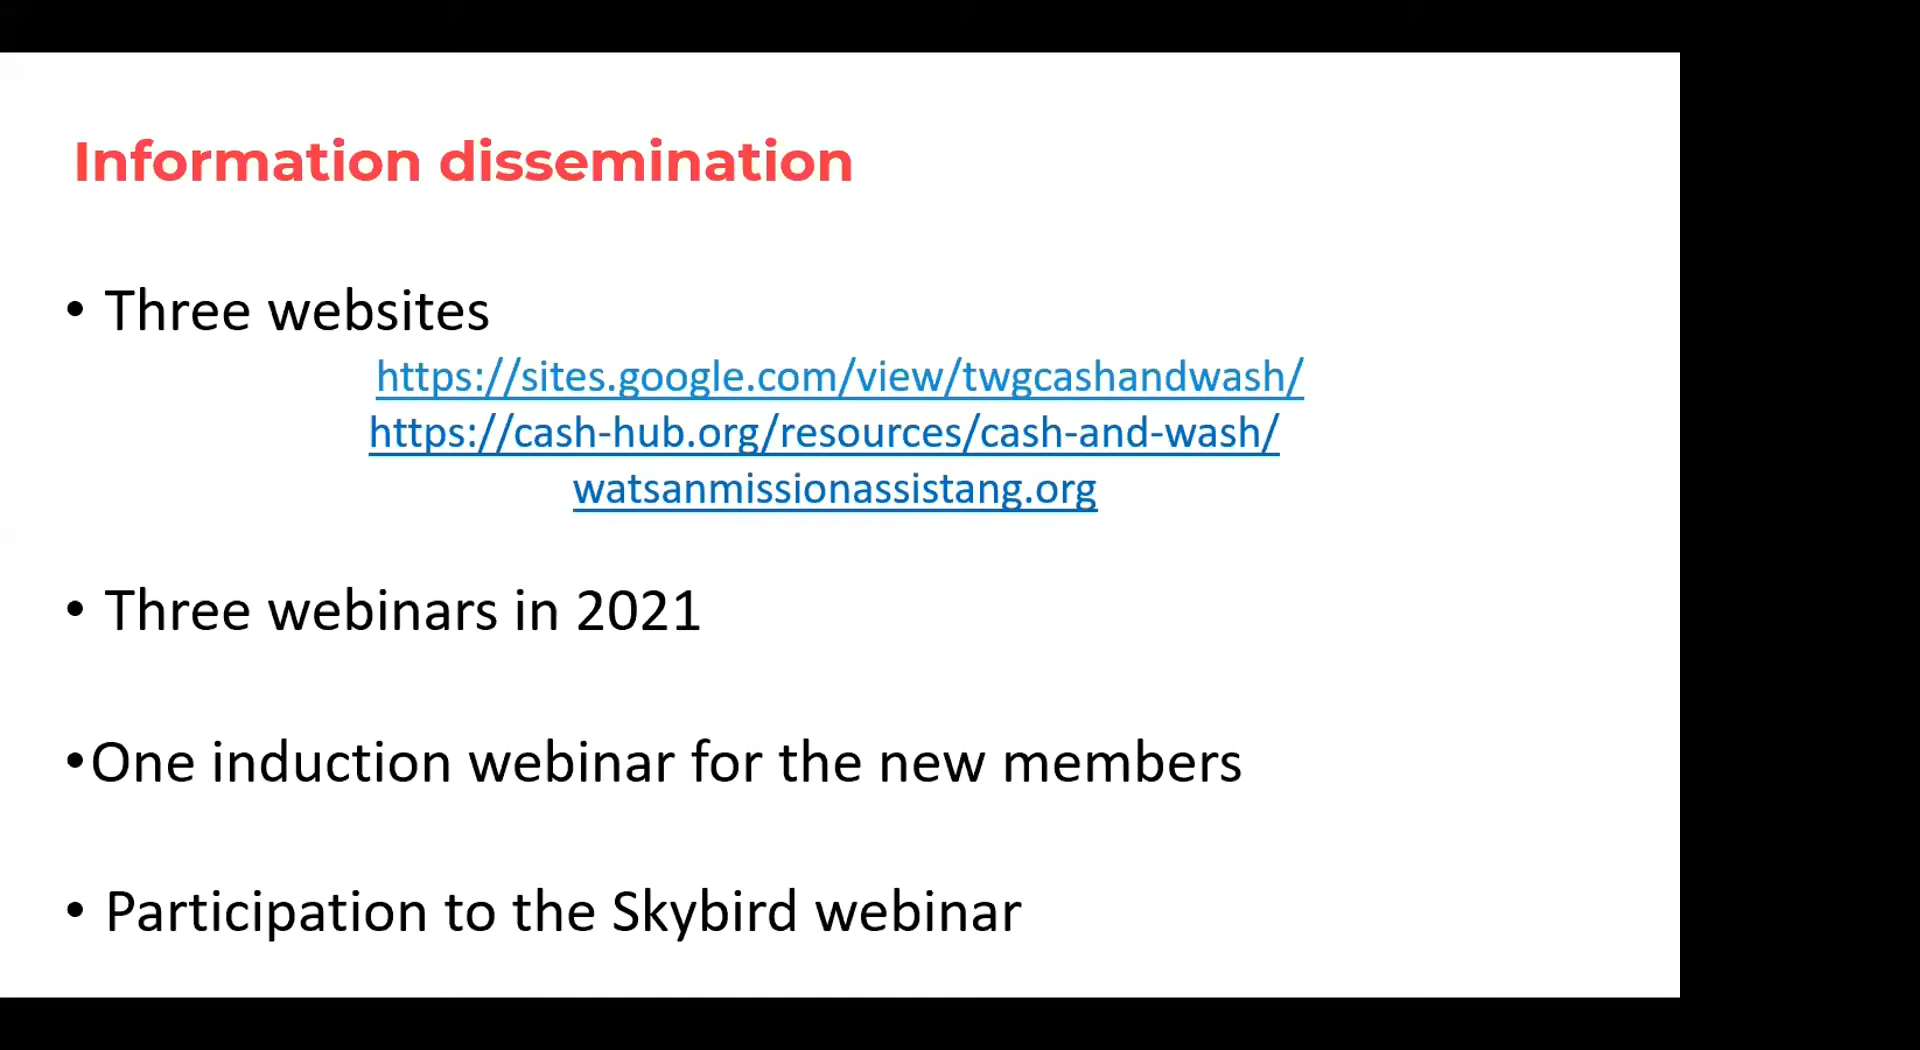 Information dissemination
• Three websites
https://sites.google.com/view/twgcashandwash/
https://cash-hub.org/resources/cash-and-wash/
watsanmissionassistang.org
• Three webinars in 2021
•One induction webinar for the new members
• Participation to the Skybird webinar